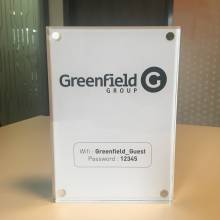 Greenfield G
GROUP
Wifi : Greenfield_Guest
Password : 12345